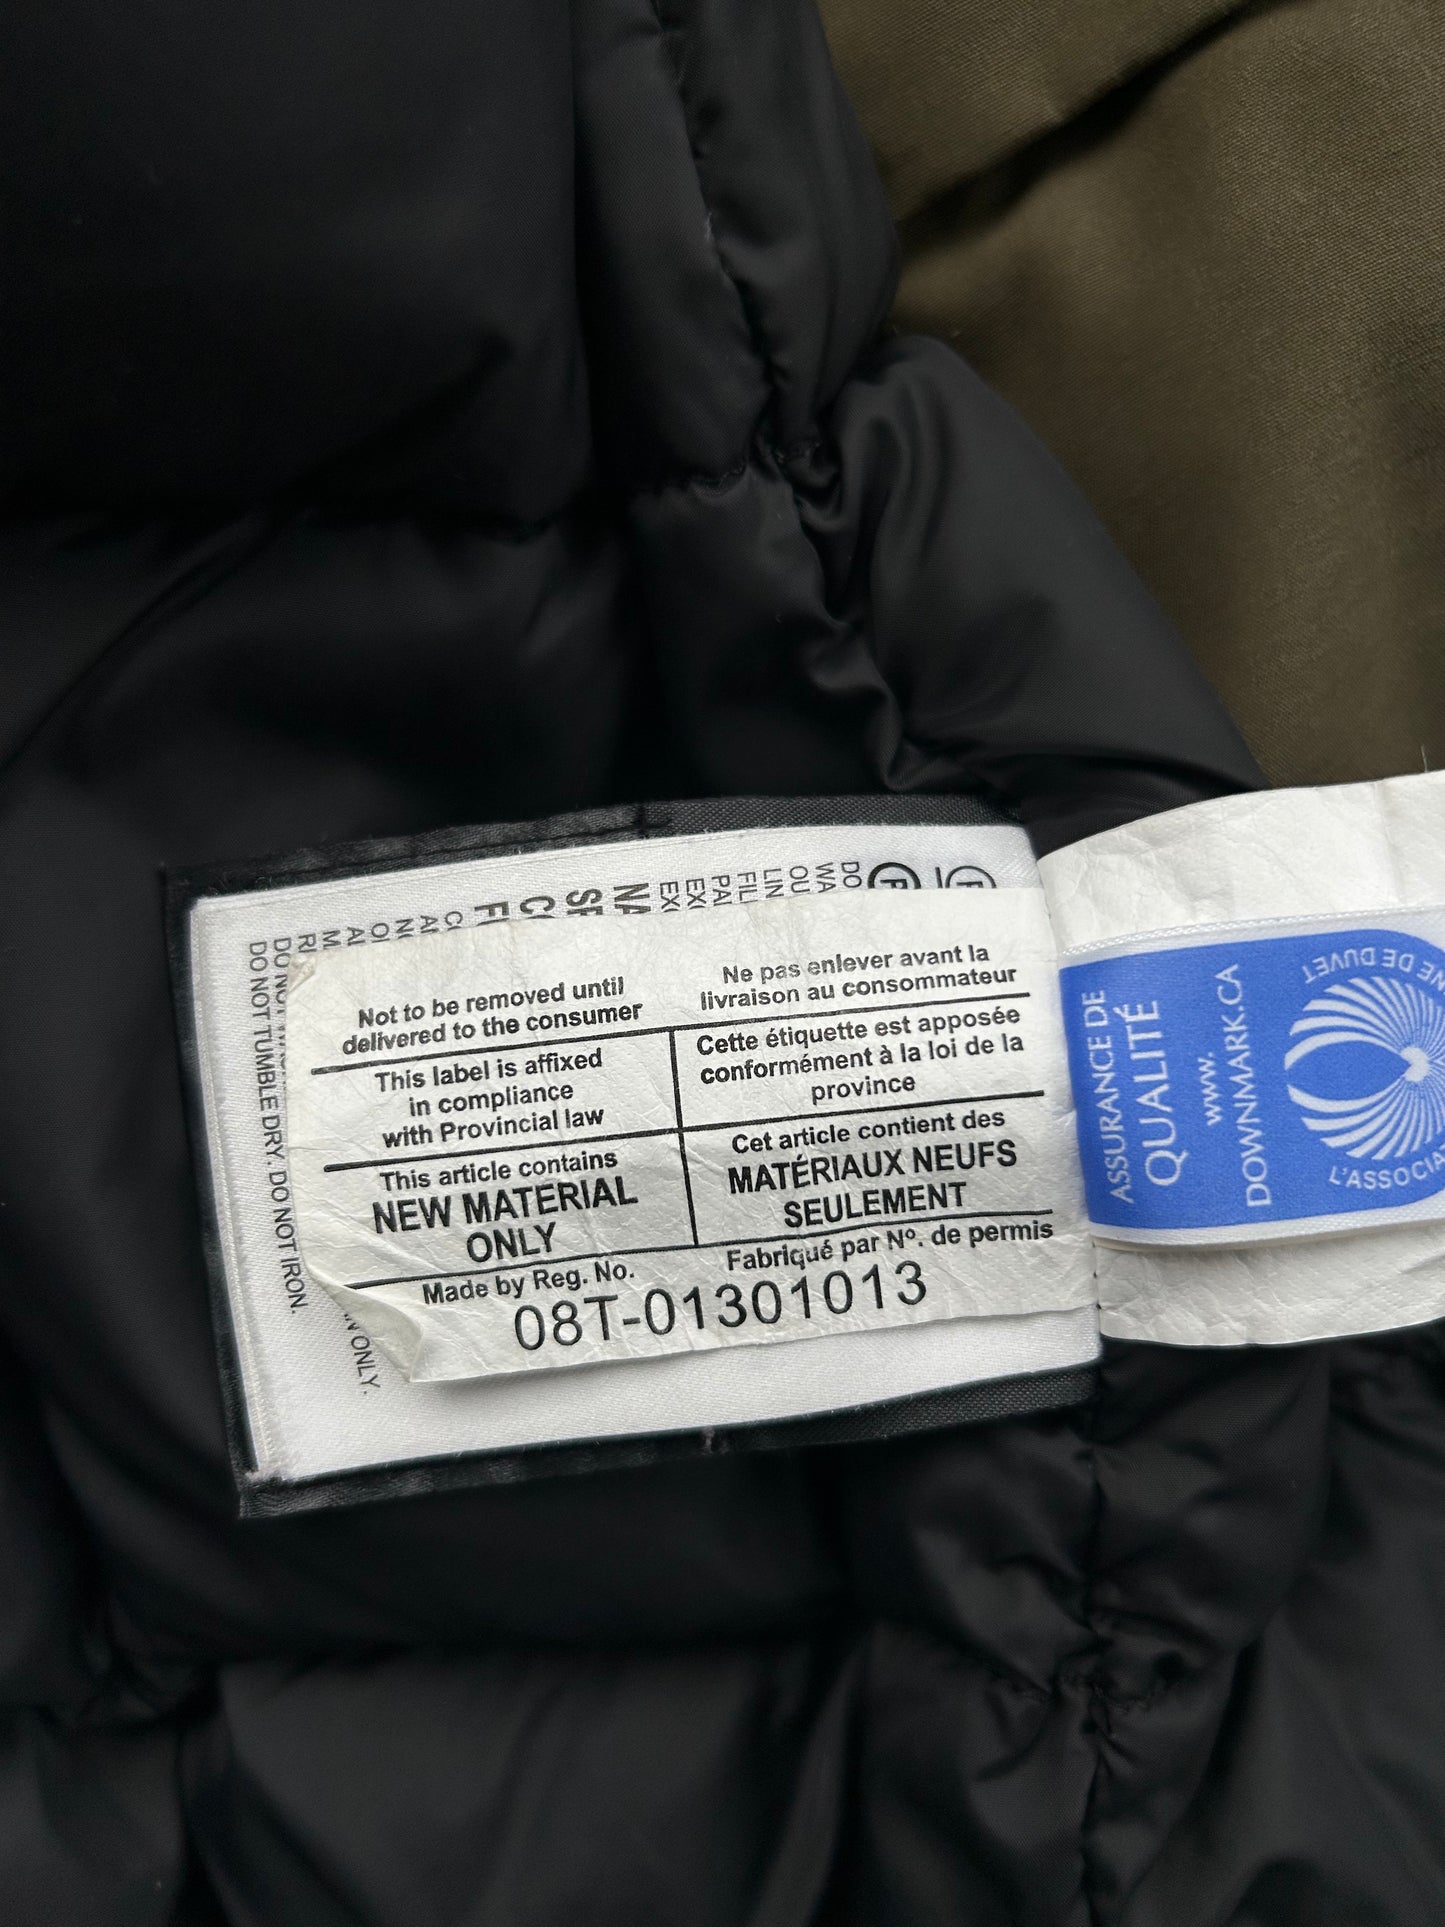 Not to be removed until
delivered to the consumer
Ne pas enlever avant la
livraison au consommateur
This label is affixed
in compliance
with Provincial law
Cette étiquette est apposée
conformément à la loi de la
province
This article contains
NEW MATERIAL
ONLY
Cet article contient des
MATÉRIAUX NEUFS
SEULEMENT
Made by Reg. No.
Fabriqué par Nº. de permis
08T-01301013
DO NOT TUMBLE DRY. DO NOT IRON.
ONLY.
ASSURANCE DE
QUALITÉ
www.
DOWNMARK.CA
DE DUVET